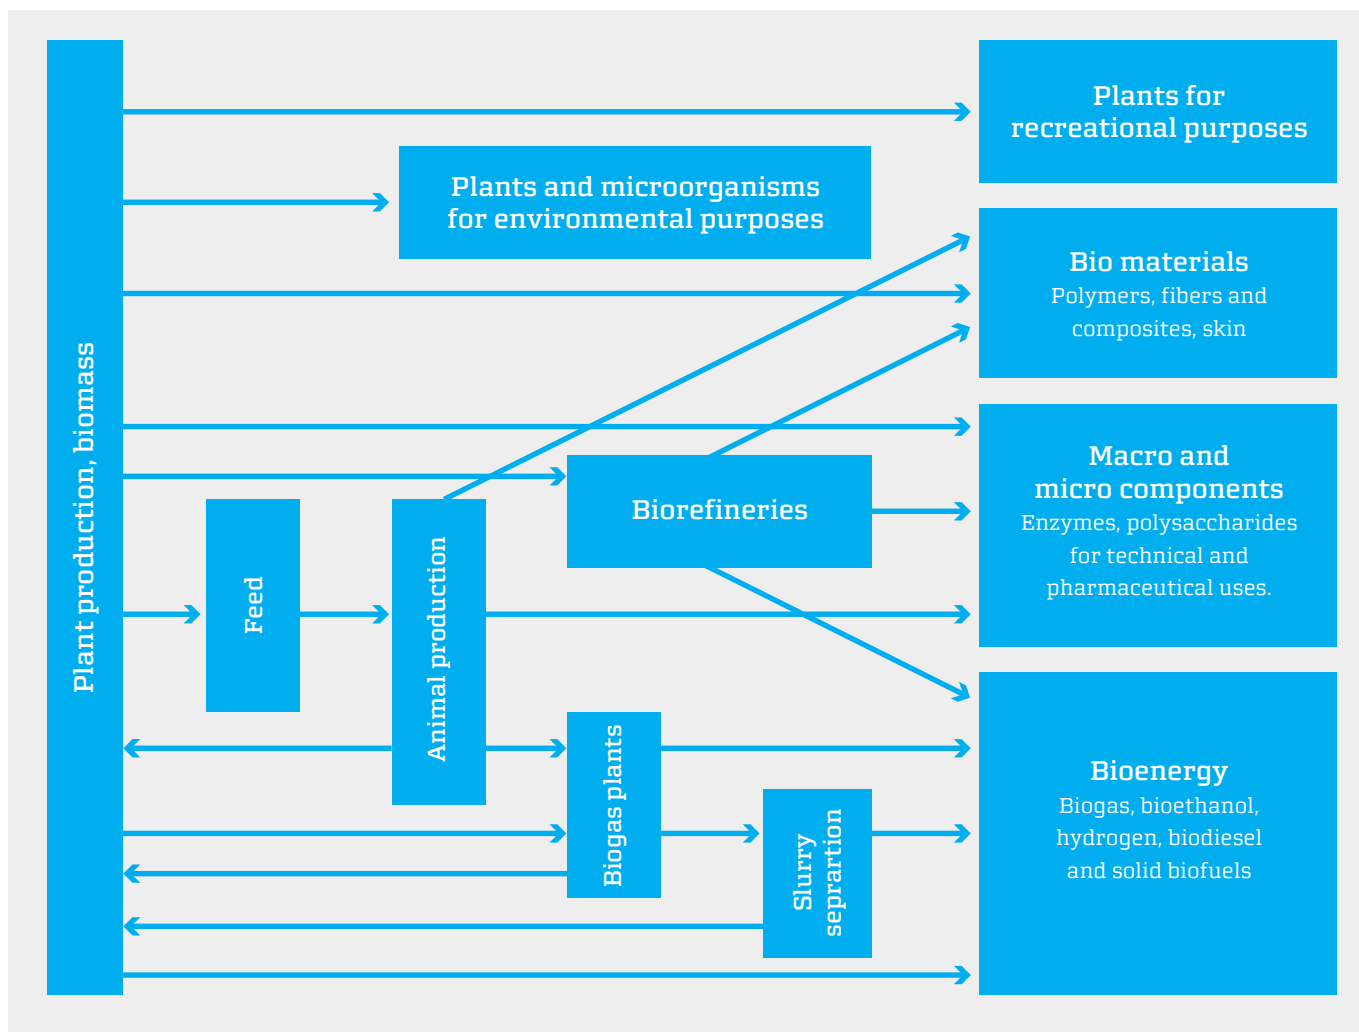 Plant production, biomass
Plants for
recreational purposes
Plants and microorganisms
for environmental purposes
Bio materials
Polymers, fibers and
composites, skin
Macro and
micro components
Enzymes, polysaccharides
for technical and
pharmaceutical uses.
Biorefineries
Feed
Animal production
Biogas plants
Slurry
seprartion
Bioenergy
Biogas, bioethanol,
hydrogen, biodiesel
and solid biofuels